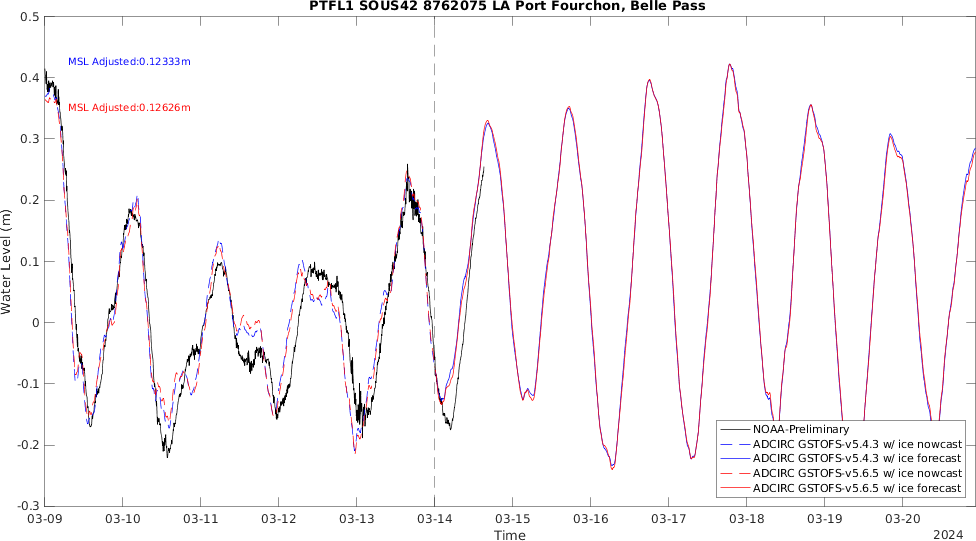 PTFL1 SOUS42 8762075 LA Port Fourchon, Belle Pass
0.5
0.4
0.3
0.2
0.1
0
-0.1
-0.2
-0.3
Water Level (m)
MSL Adjusted:0.12333m
MSL Adjusted:0.12626m
NOAA-Preliminary
ADCIRC GSTOFS-v5.4.3 w/ ice nowcast
ADCIRC GSTOFS-v5.4.3 w/ ice forecast
ADCIRC GSTOFS-v5.6.5 w/ ice nowcast
ADCIRC GSTOFS-v5.6.5 w/ ice forecast
03-09 03-10 03-11 03-12 03-13 03-14 03-15 03-16 03-17 03-18 03-19 03-20
Time
2024